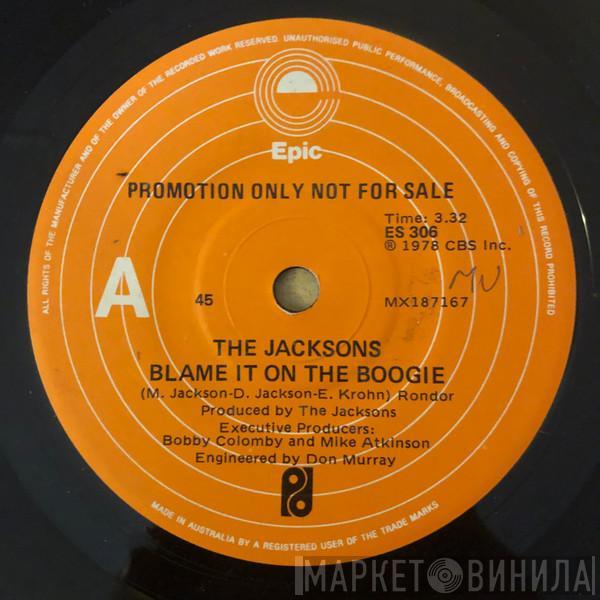 ALL RIGHTS OF THE MANUFACTURER AND OF THE OWNER OF THE RECORDED WORK RESERVED. UNAUTHORISED PUBLIC PERFORMANCE, BROADCASTING AND COPYING OF THIS RECORD PROHIBITED
Epic
PROMOTION ONLY NOT FOR SALE
Time: 3.32
ES 306
℗ 1978 CBS Inc.
A
45
MX187167
THE JACKSONS
BLAME IT ON THE BOOGIE
(M. Jackson-D. Jackson-E. Krohn) Rondor
Produced by The Jacksons
Executive Producers:
Bobby Colomby and Mike Atkinson
Engineered by Don Murray
MADE IN AUSTRALIA BY A REGISTERED USER OF THE TRADE MARKS
МАРКЕТ ВИНИЛА